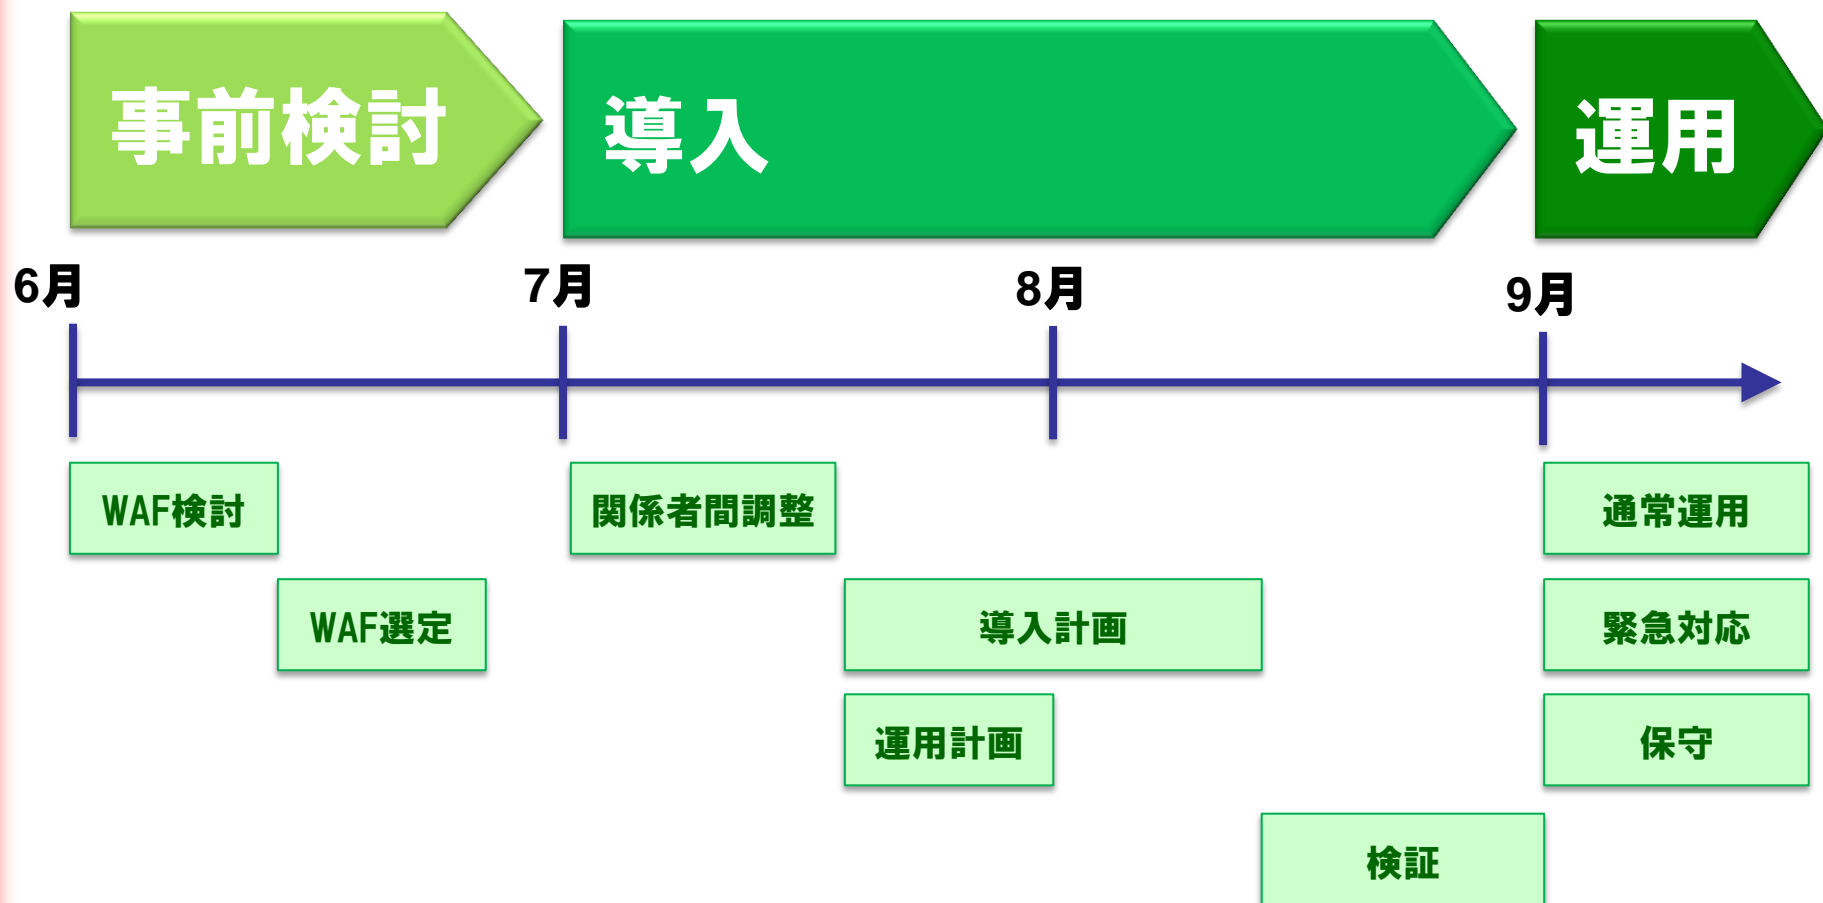 事前検討
導入
運用
6月
7月
8月
9月
WAF検討
関係者間調整
通常運用
WAF選定
導入計画
緊急対応
運用計画
保守
検証